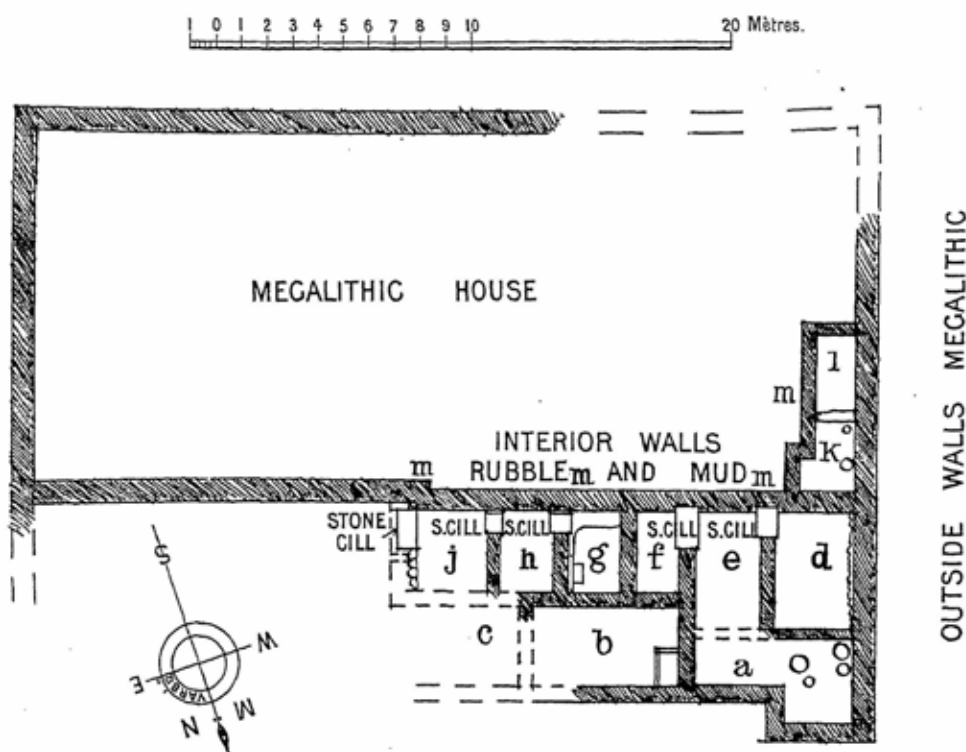 1 0 1 2 3 4 5 6 7 8 9 10 20 Mètres.
MEGALITHIC HOUSE
OUTSIDE WALLS MEGALITHIC
l
m
k
INTERIOR WALLS
m RUBBLE m AND MUD m
STONE CILL
S.CILL S.CILL S.CILL S.CILL
j h g f e d
c b a
S
W
E
N
M